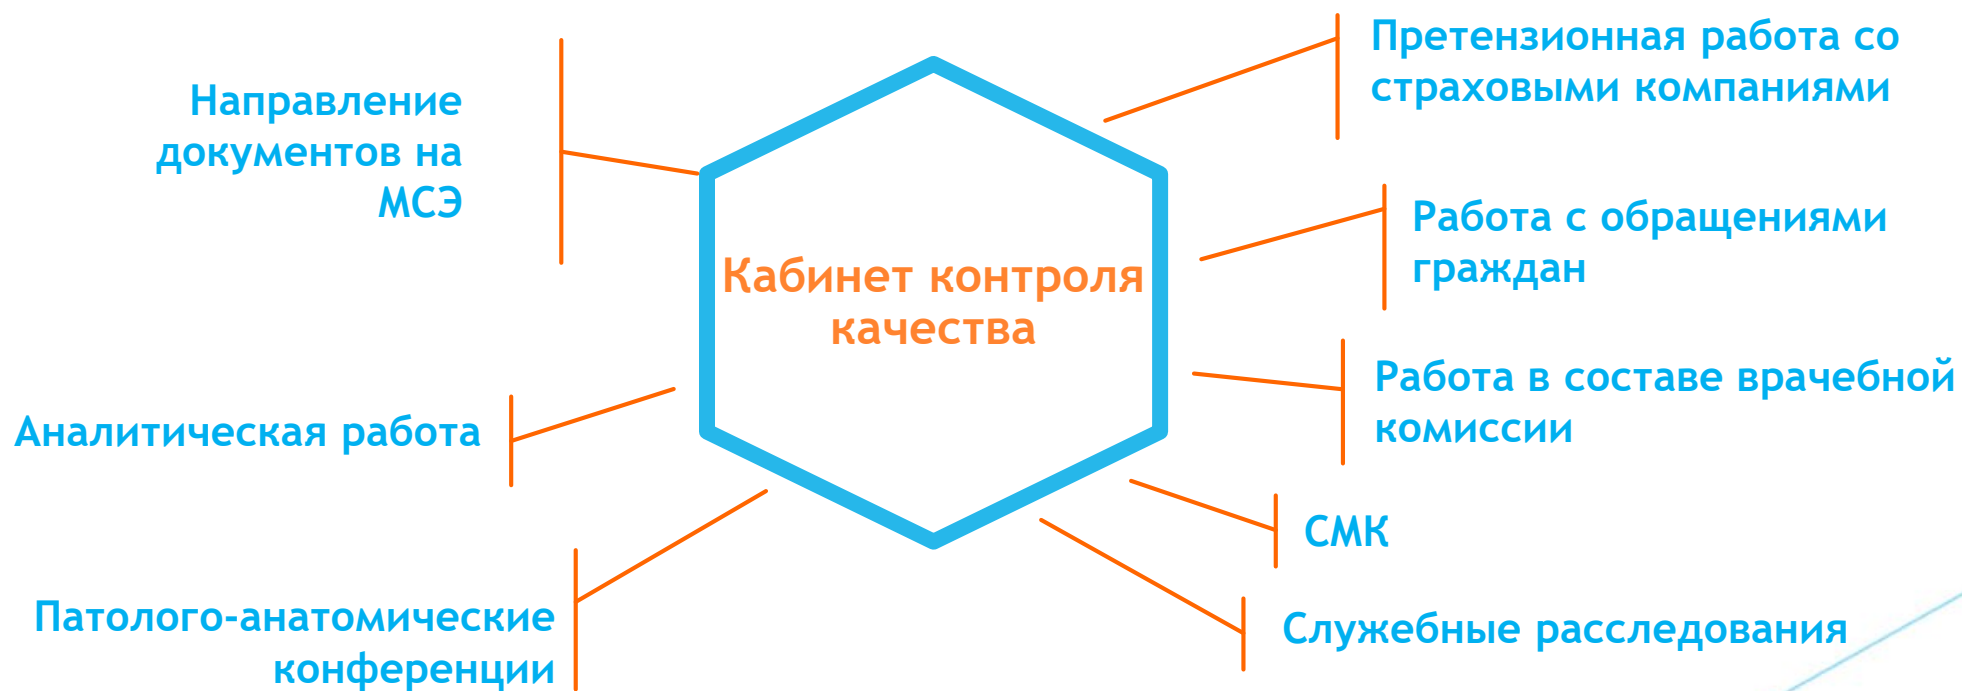 Претензионная работа со
страховыми компаниями
Направление
документов на
МСЭ
Работа с обращениями
граждан
Кабинет контроля
качества
Работа в составе врачебной
комиссии
Аналитическая работа
СМК
Патолого-анатомические
конференции
Служебные расследования